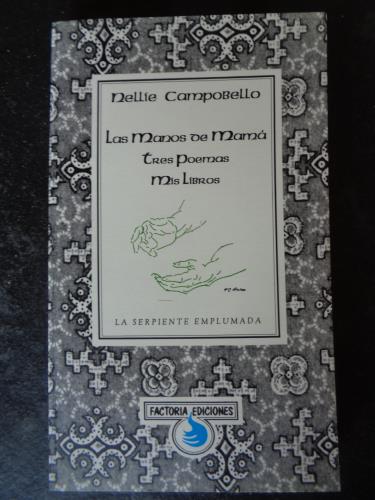 Nellie Campobello
Las Manos de Mamá
Tres Poemas
Mis Libros
LA SERPIENTE EMPLUMADA
FACTORIA EDICIONES